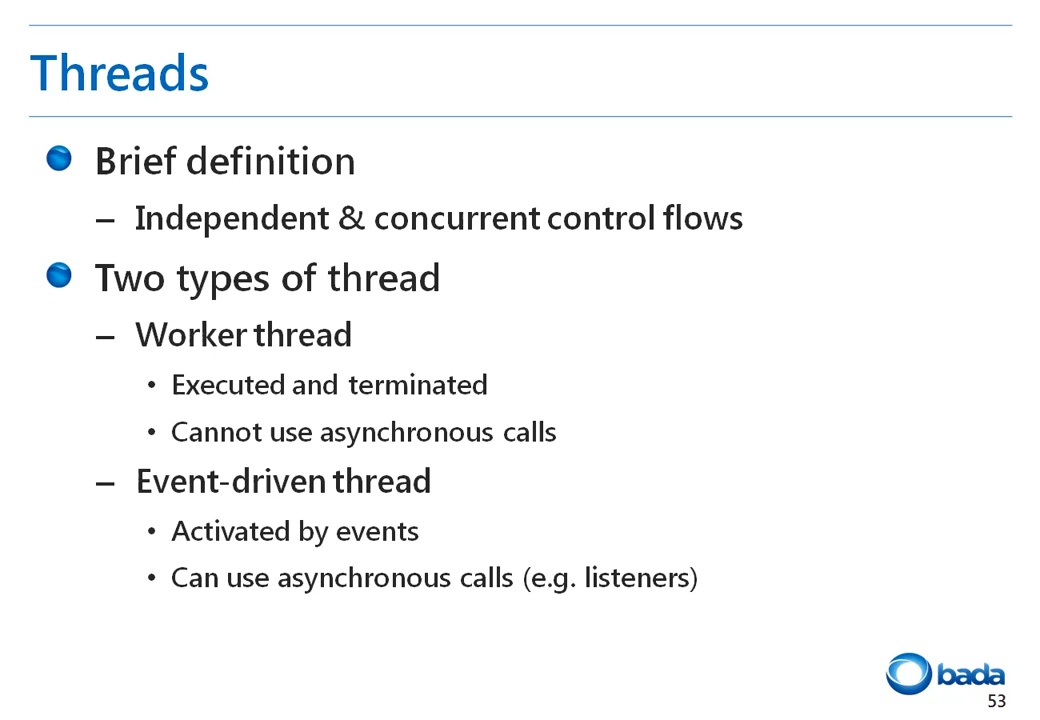 Threads
Brief definition
– Independent & concurrent control flows
Two types of thread
– Worker thread
• Executed and terminated
• Cannot use asynchronous calls
– Event-driven thread
• Activated by events
• Can use asynchronous calls (e.g. listeners)
bada
53